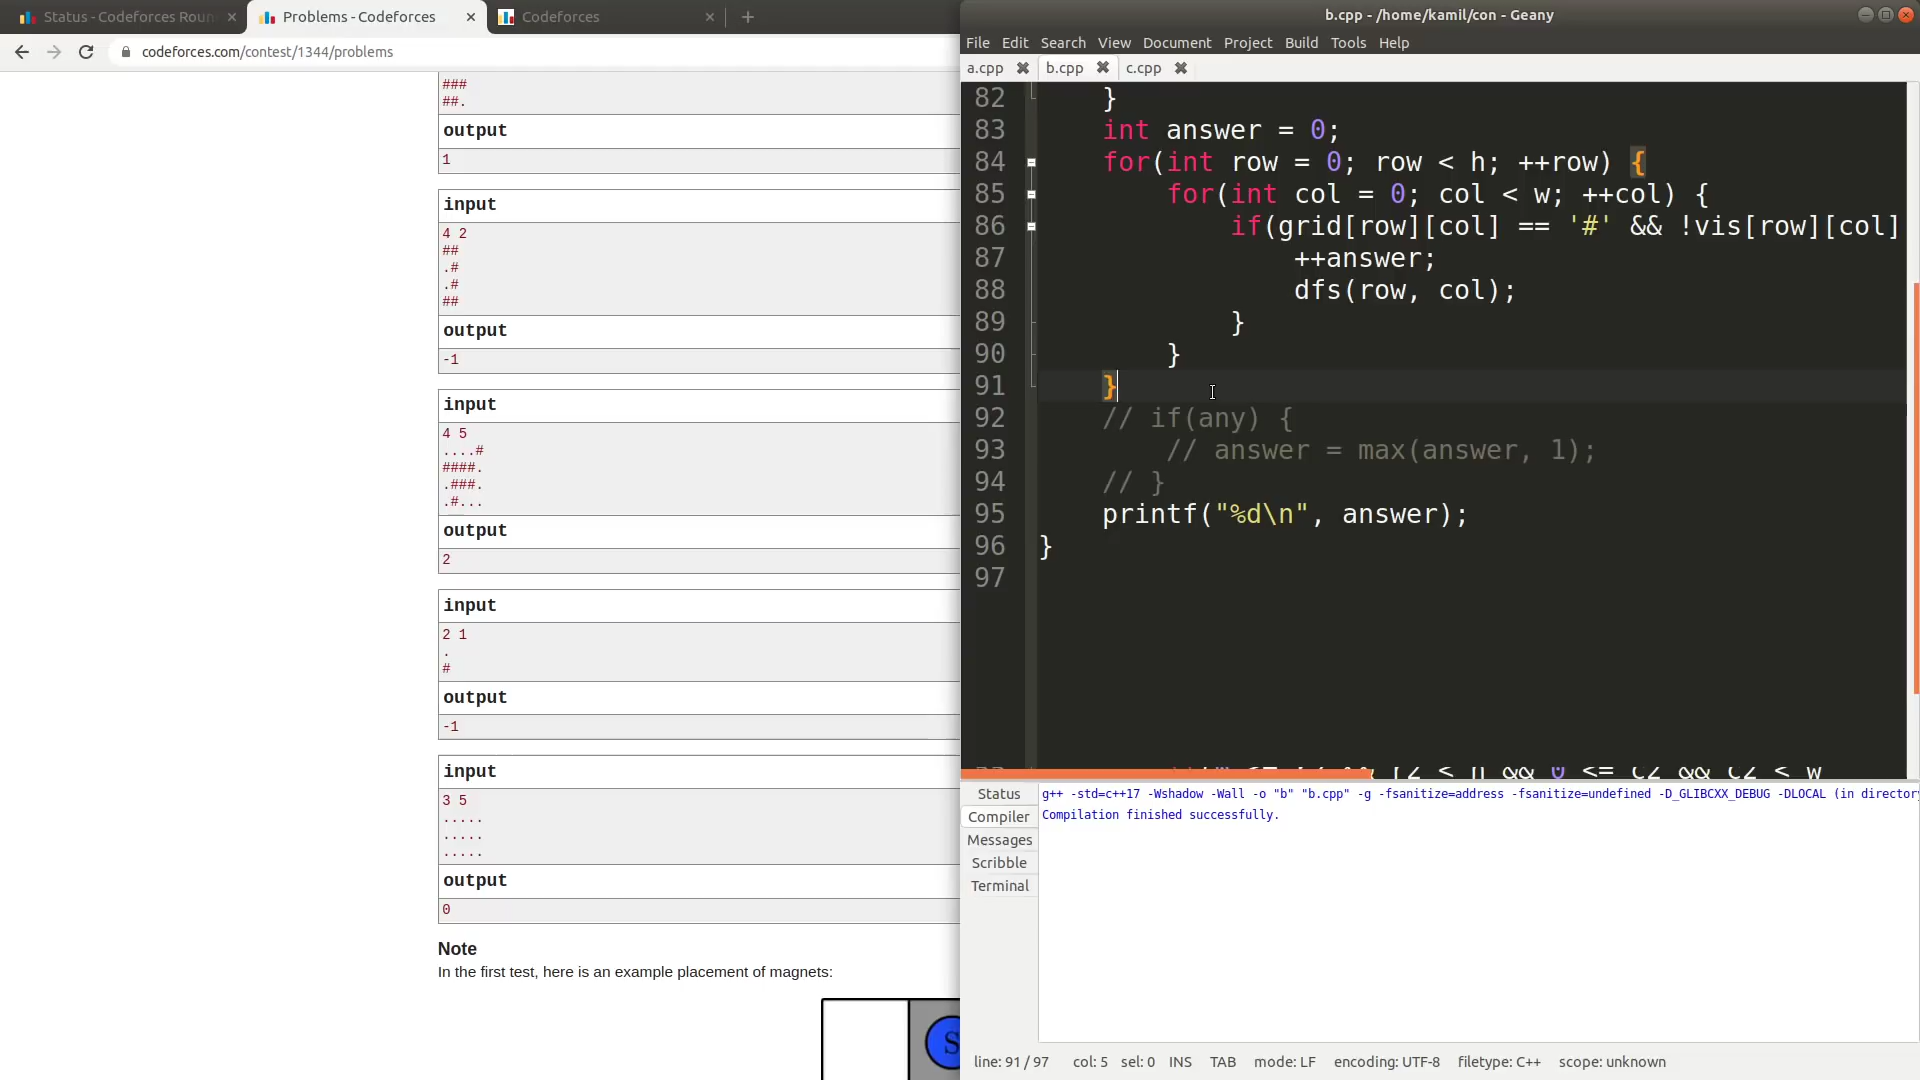 Status - Codeforces Roun
Problems - Codeforces
Codeforces
codeforces.com/contest/1344/problems
###
##.
output
1
input
4 2
##
.#
.#
##
output
-1
input
4 5
....#
####.
.###.
.#...
output
2
input
2 1
.
#
output
-1
input
3 5
.....
.....
.....
output
0
Note
In the first test, here is an example placement of magnets:
S
b.cpp - /home/kamil/con - Geany
File Edit Search View Document Project Build Tools Help
a.cpp b.cpp c.cpp
82 }
83 int answer = 0;
84 for(int row = 0; row < h; ++row) {
85 for(int col = 0; col < w; ++col) {
86 if(grid[row][col] == '#' && !vis[row][col]
87 ++answer;
88 dfs(row, col);
89 }
90 }
91 }
92 // if(any) {
93 // answer = max(answer, 1);
94 // }
95 printf("%d\n", answer);
96 }
97
Status
Compiler
Messages
Scribble
Terminal
g++ -std=c++17 -Wshadow -Wall -o "b" "b.cpp" -g -fsanitize=address -fsanitize=undefined -D_GLIBCXX_DEBUG -DLOCAL (in directory
Compilation finished successfully.
line: 91 / 97 col: 5 sel: 0 INS TAB mode: LF encoding: UTF-8 filetype: C++ scope: unknown